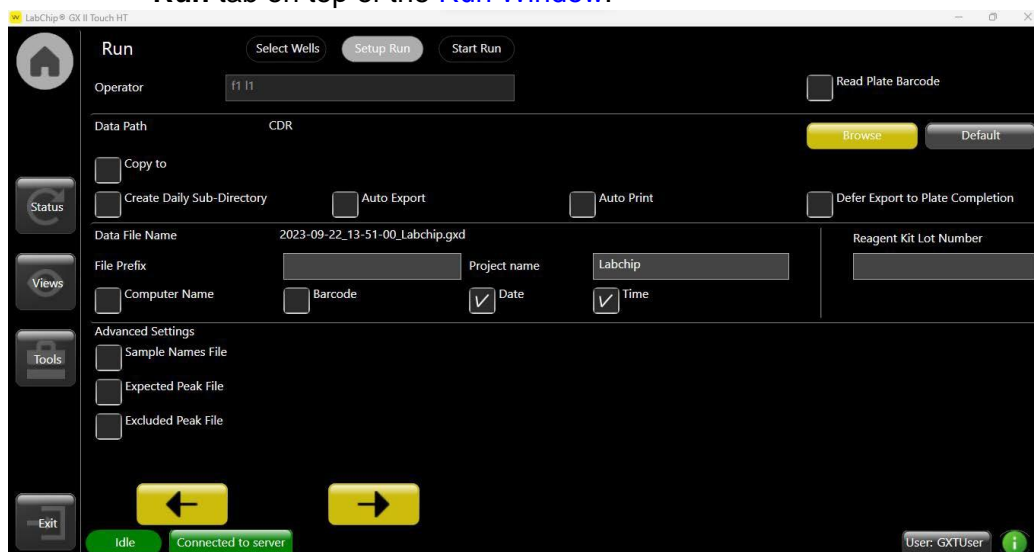 Run tab on top of the Run Window.
LabChip® GX II Touch HT
Run Select Wells Setup Run Start Run
Operator f1 l1 Read Plate Barcode
Data Path CDR Browse Default
Copy to
Create Daily Sub-Directory Auto Export Auto Print Defer Export to Plate Completion
Status
Data File Name 2023-09-22_13-51-00_Labchip.gxd Reagent Kit Lot Number
File Prefix Project name Labchip
Views
Computer Name Barcode Date Time
Advanced Settings
Sample Names File
Tools
Expected Peak File
Excluded Peak File
Exit
Idle Connected to server User: GXTUser